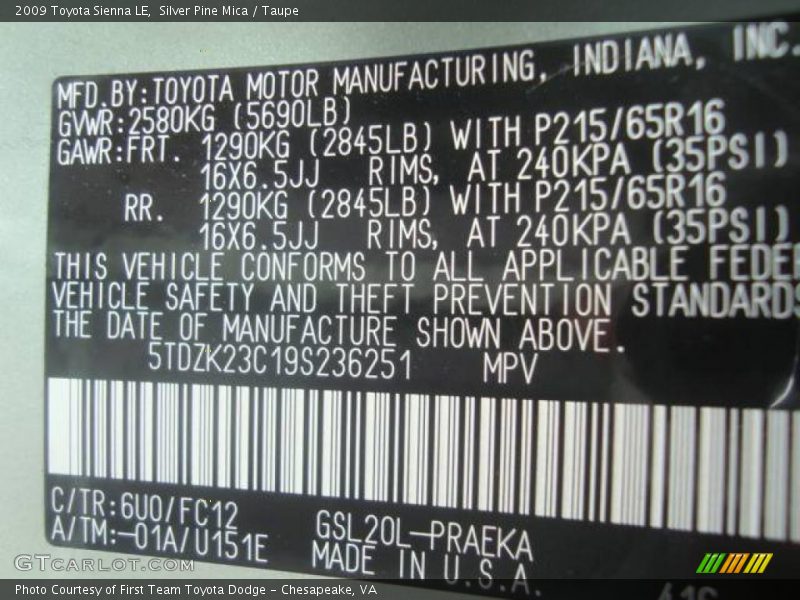 2009 Toyota Sienna LE,  Silver Pine Mica / Taupe
MFD.BY:TOYOTA MOTOR MANUFACTURING, INDIANA, INC.
GVWR:2580KG (5690LB)
GAWR:FRT. 1290KG (2845LB) WITH P215/65R16
16X6.5JJ RIMS, AT 240KPA (35PSI)
RR. 1290KG (2845LB) WITH P215/65R16
16X6.5JJ RIMS, AT 240KPA (35PSI)
THIS VEHICLE CONFORMS TO ALL APPLICABLE FEDE
VEHICLE SAFETY AND THEFT PREVENTION STANDARDS
THE DATE OF MANUFACTURE SHOWN ABOVE.
5TDZK23C19S236251 MPV
C/TR:6U0/FC12
A/TM:-01A/U151E
GSL20L-PRAEKA
MADE IN U.S.A.
GTcarlot.com
Photo Courtesy of First Team Toyota Dodge - Chesapeake, VA